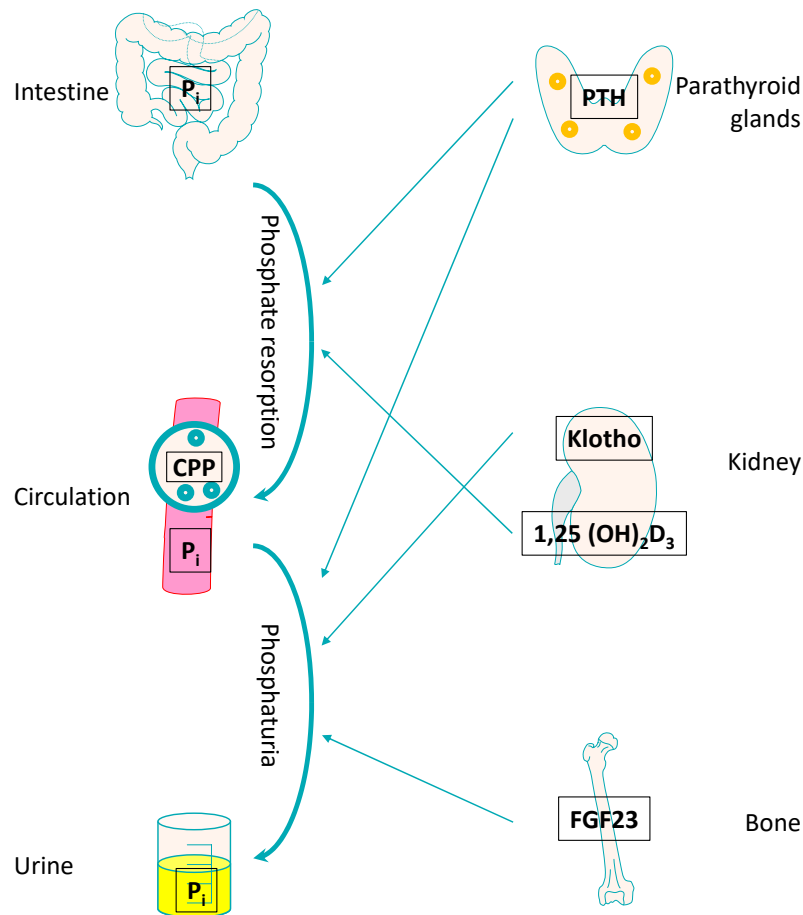 Intestine
Pi
PTH
Parathyroid
glands
Phosphate resorption
Klotho
Kidney
CPP
Circulation
1,25 (OH)2D3
Pi
Phosphaturia
FGF23
Bone
Urine
Pi